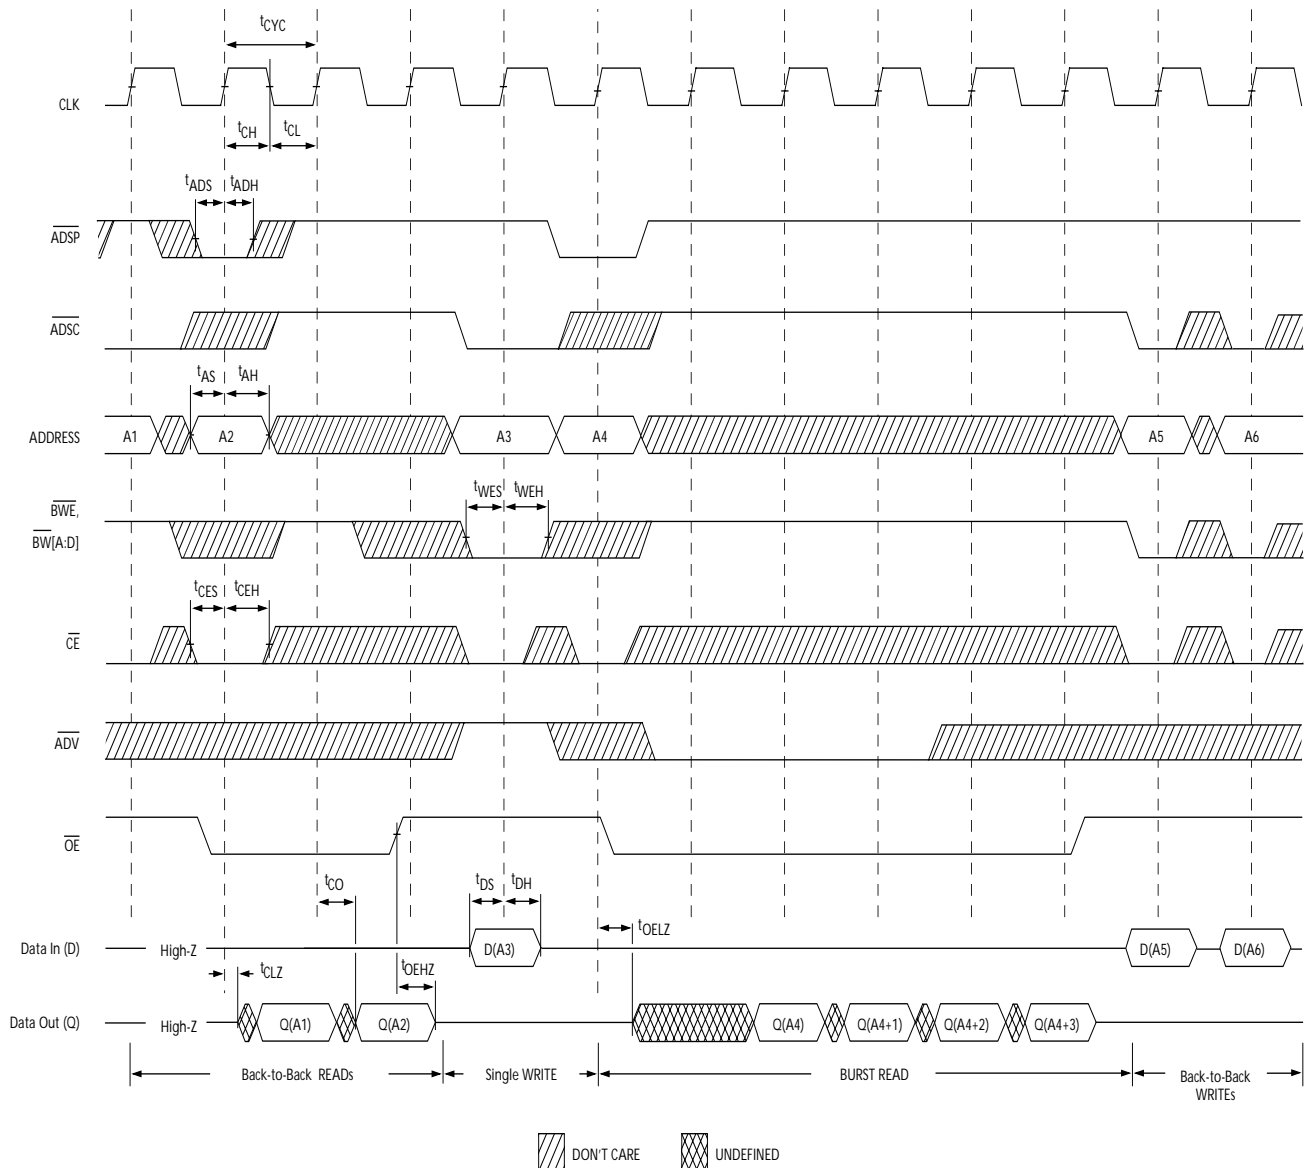 tCYC
CLK
tCH tCL
tADS tADH
ADSP
ADSC
tAS tAH
ADDRESS A1 A2 A3 A4 A5 A6
tWES tWEH
BWE,
BW[A:D]
tCES tCEH
CE
ADV
OE
tCO tDS tDH
tOELZ
Data In (D) High-Z D(A3) D(A5) D(A6)
tCLZ tOEHZ
Data Out (Q) High-Z Q(A1) Q(A2) Q(A4) Q(A4+1) Q(A4+2) Q(A4+3)
Back-to-Back READs Single WRITE BURST READ Back-to-Back
WRITEs
DON'T CARE UNDEFINED